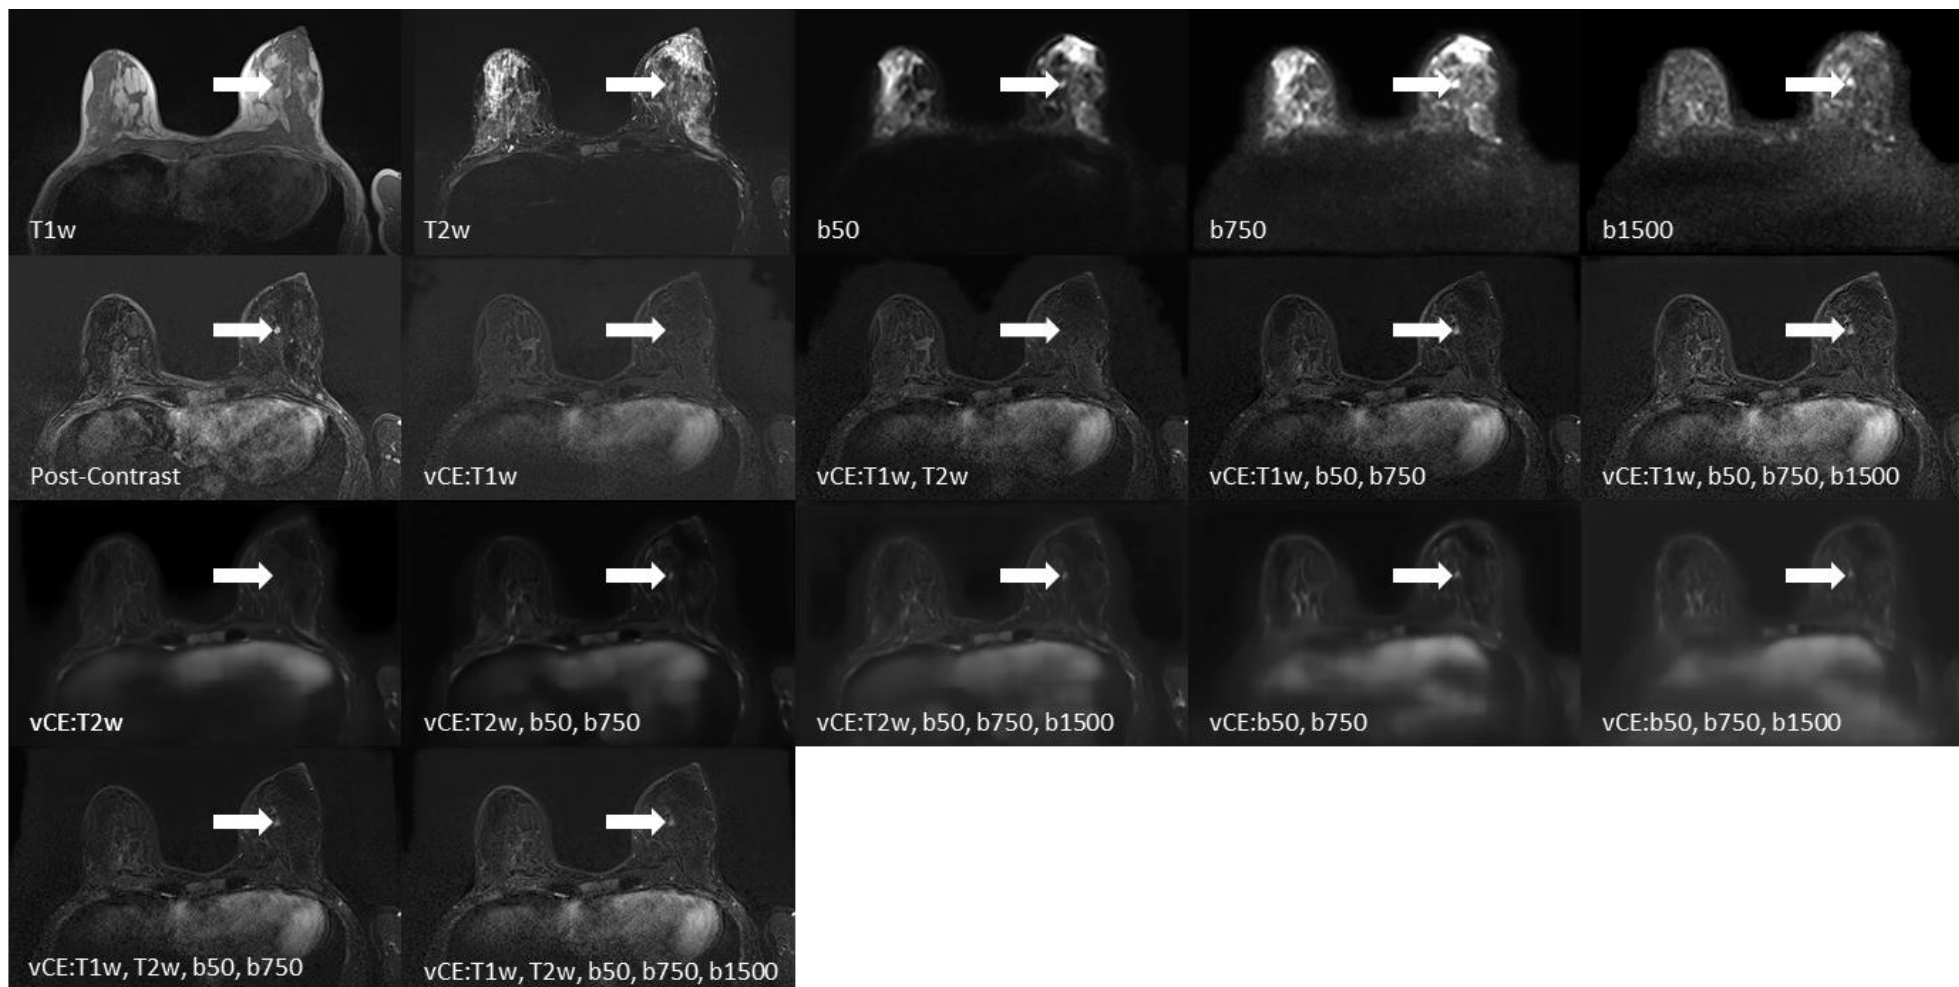 T1w
T2w
b50
b750
b1500
Post-Contrast
vCE:T1w
vCE:T1w, T2w
vCE:T1w, b50, b750
vCE:T1w, b50, b750, b1500
vCE:T2w
vCE:T2w, b50, b750
vCE:T2w, b50, b750, b1500
vCE:b50, b750
vCE:b50, b750, b1500
vCE:T1w, T2w, b50, b750
vCE:T1w, T2w, b50, b750, b1500